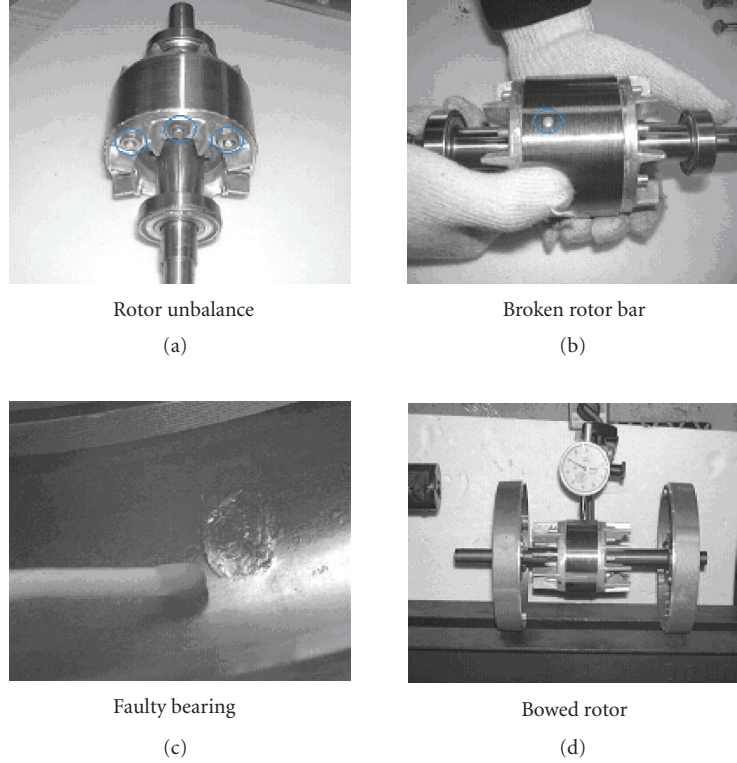 Rotor unbalance
(a)
Broken rotor bar
(b)
Faulty bearing
(c)
Bowed rotor
(d)